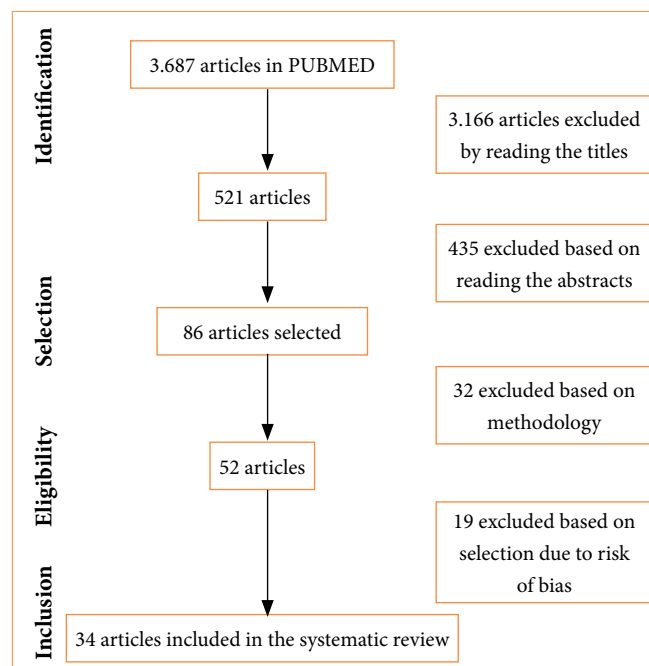 Identification
3.687 articles in PUBMED
3.166 articles excluded
by reading the titles
521 articles
435 excluded based on
reading the abstracts
Selection
86 articles selected
32 excluded based on
methodology
Eligibility
52 articles
19 excluded based on
selection due to risk
of bias
Inclusion
34 articles included in the systematic review